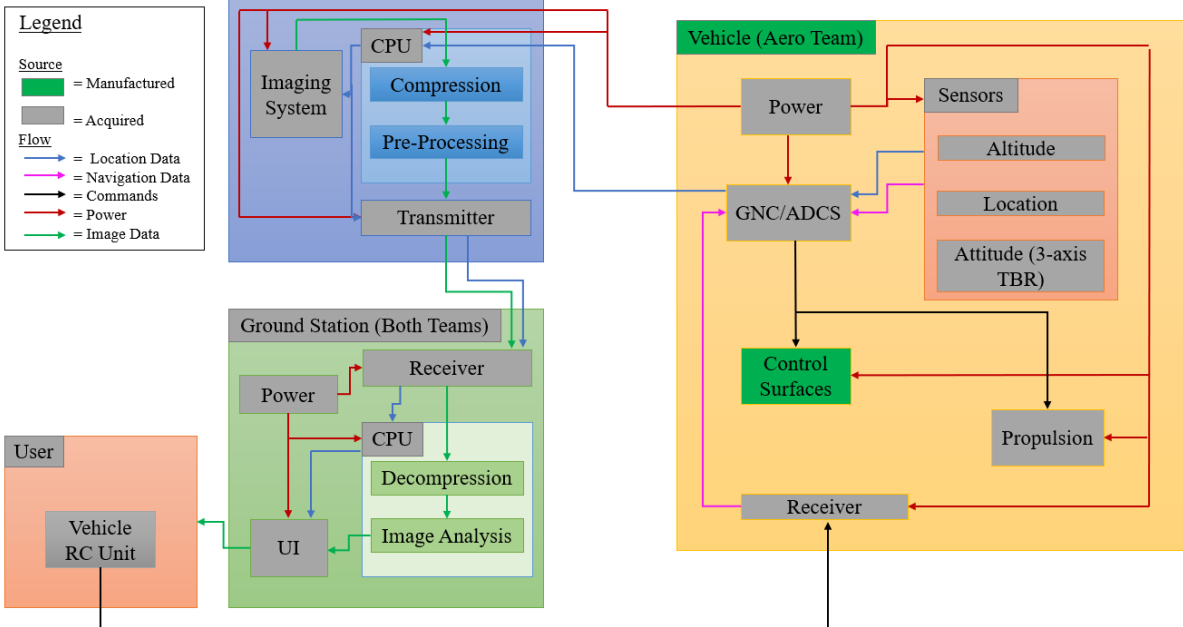 Legend
Source
= Manufactured
= Acquired
Flow
= Location Data
= Navigation Data
= Commands
= Power
= Image Data
CPU
Imaging
System
Compression
Pre-Processing
Transmitter
Vehicle (Aero Team)
Power
Sensors
Altitude
GNC/ADCS
Location
Attitude (3-axis
TBR)
Control
Surfaces
Propulsion
Receiver
Ground Station (Both Teams)
Receiver
Power
CPU
Decompression
UI
Image Analysis
User
Vehicle
RC Unit